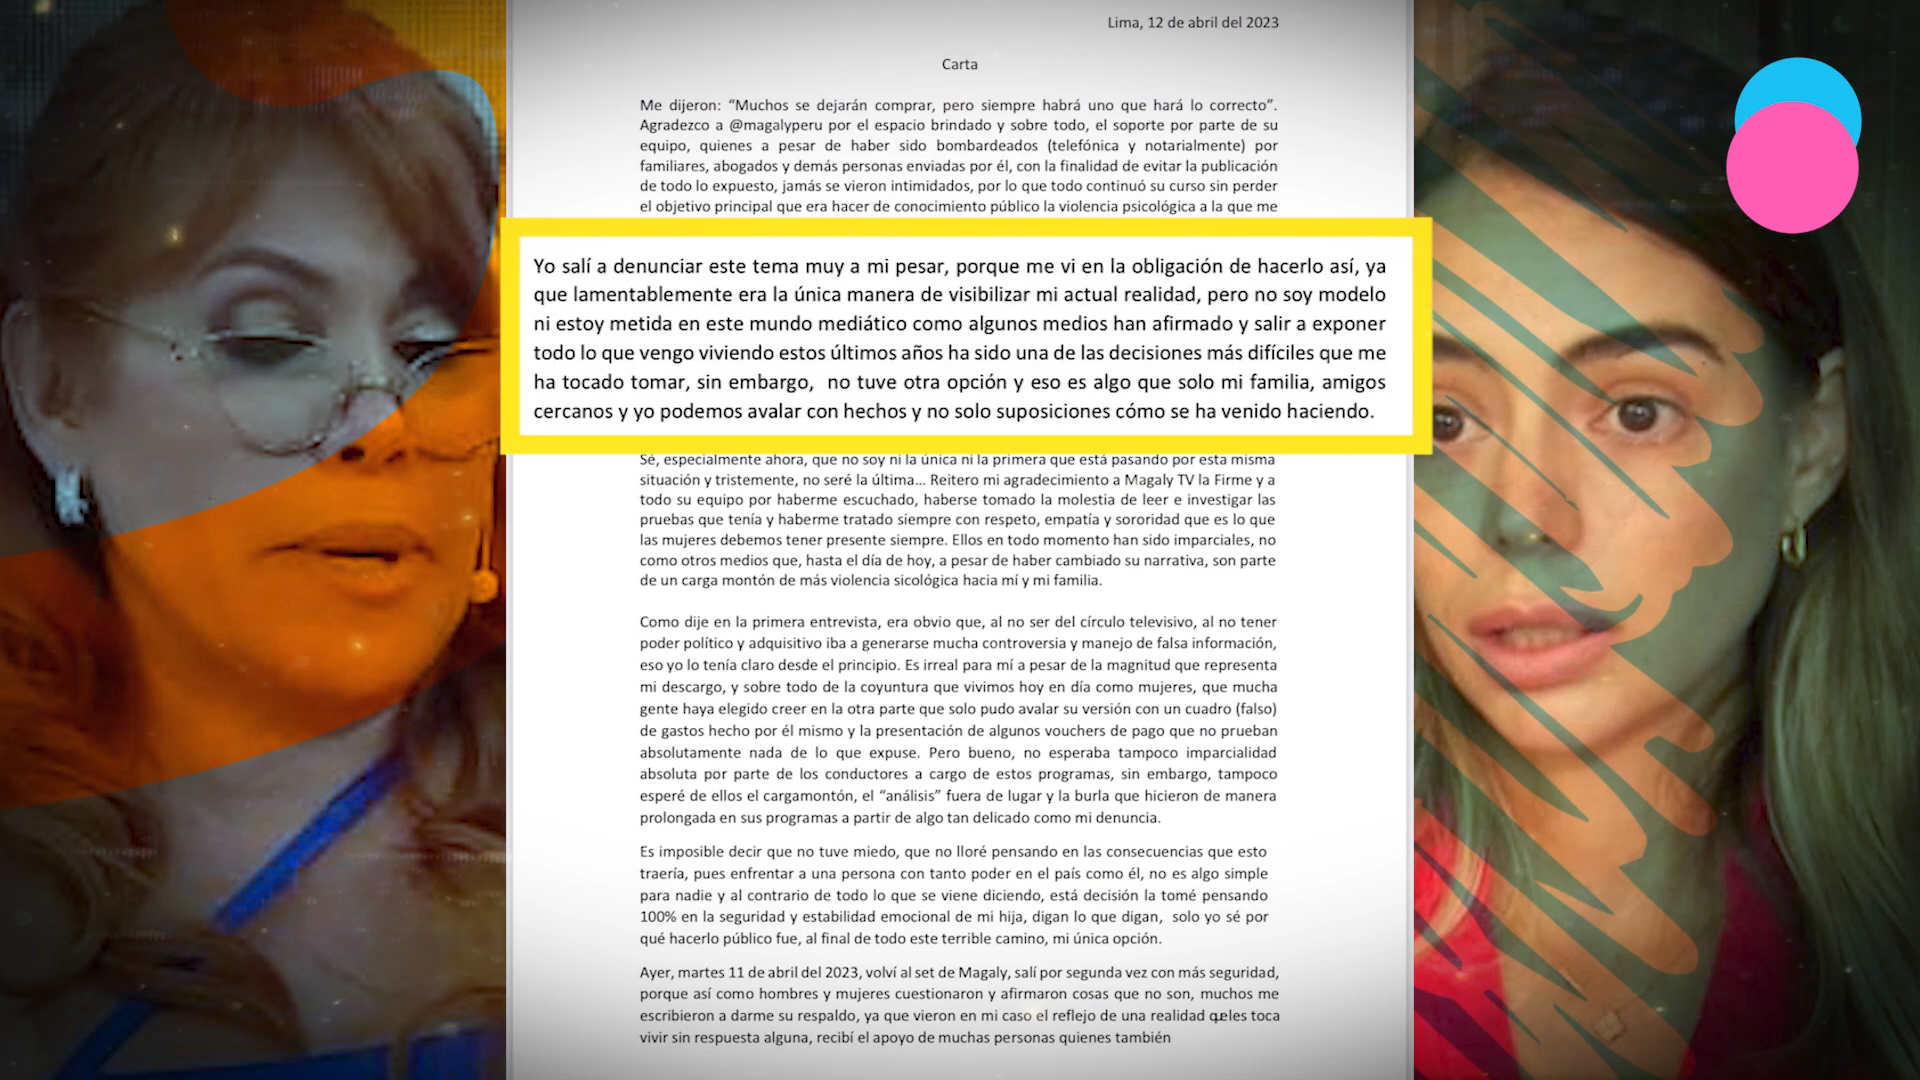 Lima, 12 de abril del 2023
Carta
Me dijeron: “Muchos se dejarán comprar, pero siempre habrá uno que hará lo correcto”.
Agradezco a @magalyperu por el espacio brindado y sobre todo, el soporte por parte de su
equipo, quienes a pesar de haber sido bombardeados (telefónica y notarialmente) por
familiares, abogados y demás personas enviadas por él, con la finalidad de evitar la publicación
de todo lo expuesto, jamás se vieron intimidados, por lo que todo continuó su curso sin perder
el objetivo principal que era hacer de conocimiento público la violencia psicológica a la que me
Yo salí a denunciar este tema muy a mi pesar, porque me vi en la obligación de hacerlo así, ya
que lamentablemente era la única manera de visibilizar mi actual realidad, pero no soy modelo
ni estoy metida en este mundo mediático como algunos medios han afirmado y salir a exponer
todo lo que vengo viviendo estos últimos años ha sido una de las decisiones más difíciles que me
ha tocado tomar, sin embargo,  no tuve otra opción y eso es algo que solo mi familia, amigos
cercanos y yo podemos avalar con hechos y no solo suposiciones cómo se ha venido haciendo.
Sé, especialmente ahora, que no soy ni la única ni la primera que está pasando por esta misma
situación y tristemente, no seré la última... Reitero mi agradecimiento a Magaly TV la Firme y a
todo su equipo por haberme escuchado, haberse tomado la molestia de leer e investigar las
pruebas que tenía y haberme tratado siempre con respeto, empatía y sororidad que es lo que
las mujeres debemos tener presente siempre. Ellos en todo momento han sido imparciales, no
como otros medios que, hasta el día de hoy, a pesar de haber cambiado su narrativa, son parte
de un carga montón de más violencia sicológica hacia mí y mi familia.
Como dije en la primera entrevista, era obvio que, al no ser del círculo televisivo, al no tener
poder político y adquisitivo iba a generarse mucha controversia y manejo de falsa información,
eso yo lo tenía claro desde el principio. Es irreal para mí a pesar de la magnitud que representa
mi descargo, y sobre todo de la coyuntura que vivimos hoy en día como mujeres, que mucha
gente haya elegido creer en la otra parte que solo pudo avalar su versión con un cuadro (falso)
de gastos hecho por él mismo y la presentación de algunos vouchers de pago que no prueban
absolutamente nada de lo que expuse. Pero bueno, no esperaba tampoco imparcialidad
absoluta por parte de los conductores a cargo de estos programas, sin embargo, tampoco
esperé de ellos el cargamontón, el “análisis” fuera de lugar y la burla que hicieron de manera
prolongada en sus programas a partir de algo tan delicado como mi denuncia.
Es imposible decir que no tuve miedo, que no lloré pensando en las consecuencias que esto
traería, pues enfrentar a una persona con tanto poder en el país como él, no es algo simple
para nadie y al contrario de todo lo que se viene diciendo, está decisión la tomé pensando
100% en la seguridad y estabilidad emocional de mi hija, digan lo que digan,  solo yo sé por
qué hacerlo público fue, al final de todo este terrible camino, mi única opción.
Ayer, martes 11 de abril del 2023, volví al set de Magaly, salí por segunda vez con más seguridad,
porque así como hombres y mujeres cuestionaron y afirmaron cosas que no son, muchos me
escribieron a darme su respaldo, ya que vieron en mi caso el reflejo de una realidad toca
vivir sin respuesta alguna, recibí el apoyo de muchas personas quienes también